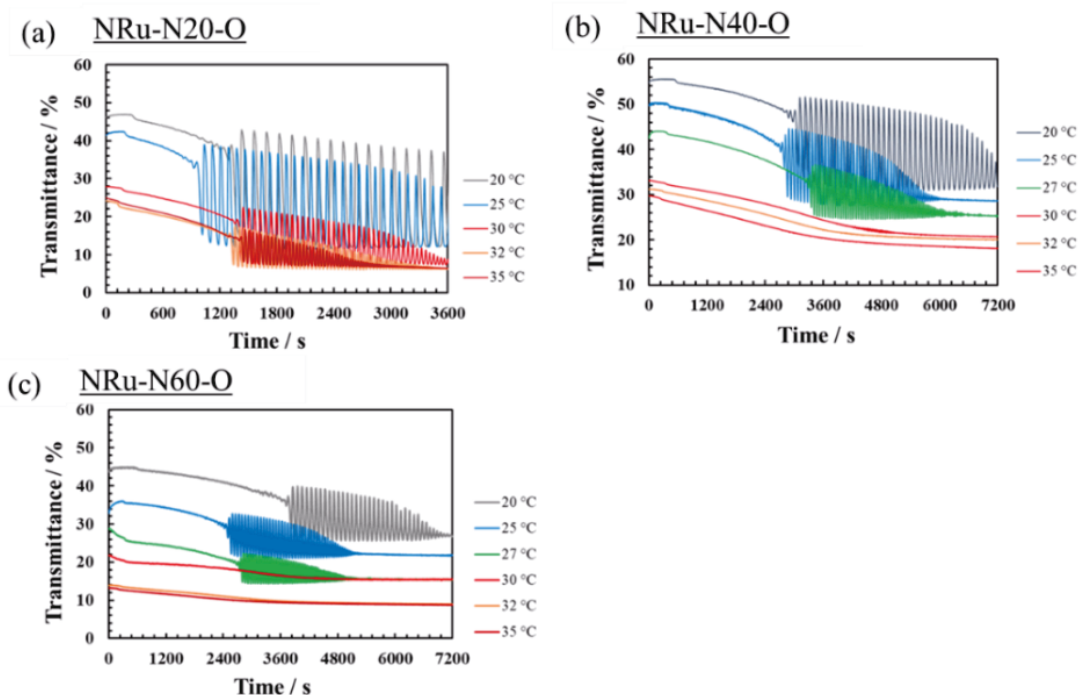 (a) NRu-N20-O
60
50
40
30
20
10
0
Transmittance / %
0 600 1200 1800 2400 3000 3600
Time / s
20 °C
25 °C
30 °C
32 °C
35 °C
(b) NRu-N40-O
60
50
40
30
20
10
Transmittance / %
0 1200 2400 3600 4800 6000 7200
Time / s
20 °C
25 °C
27 °C
30 °C
32 °C
35 °C
(c) NRu-N60-O
60
50
40
30
20
10
0
Transmittance / %
0 1200 2400 3600 4800 6000 7200
Time / s
20 °C
25 °C
27 °C
30 °C
32 °C
35 °C